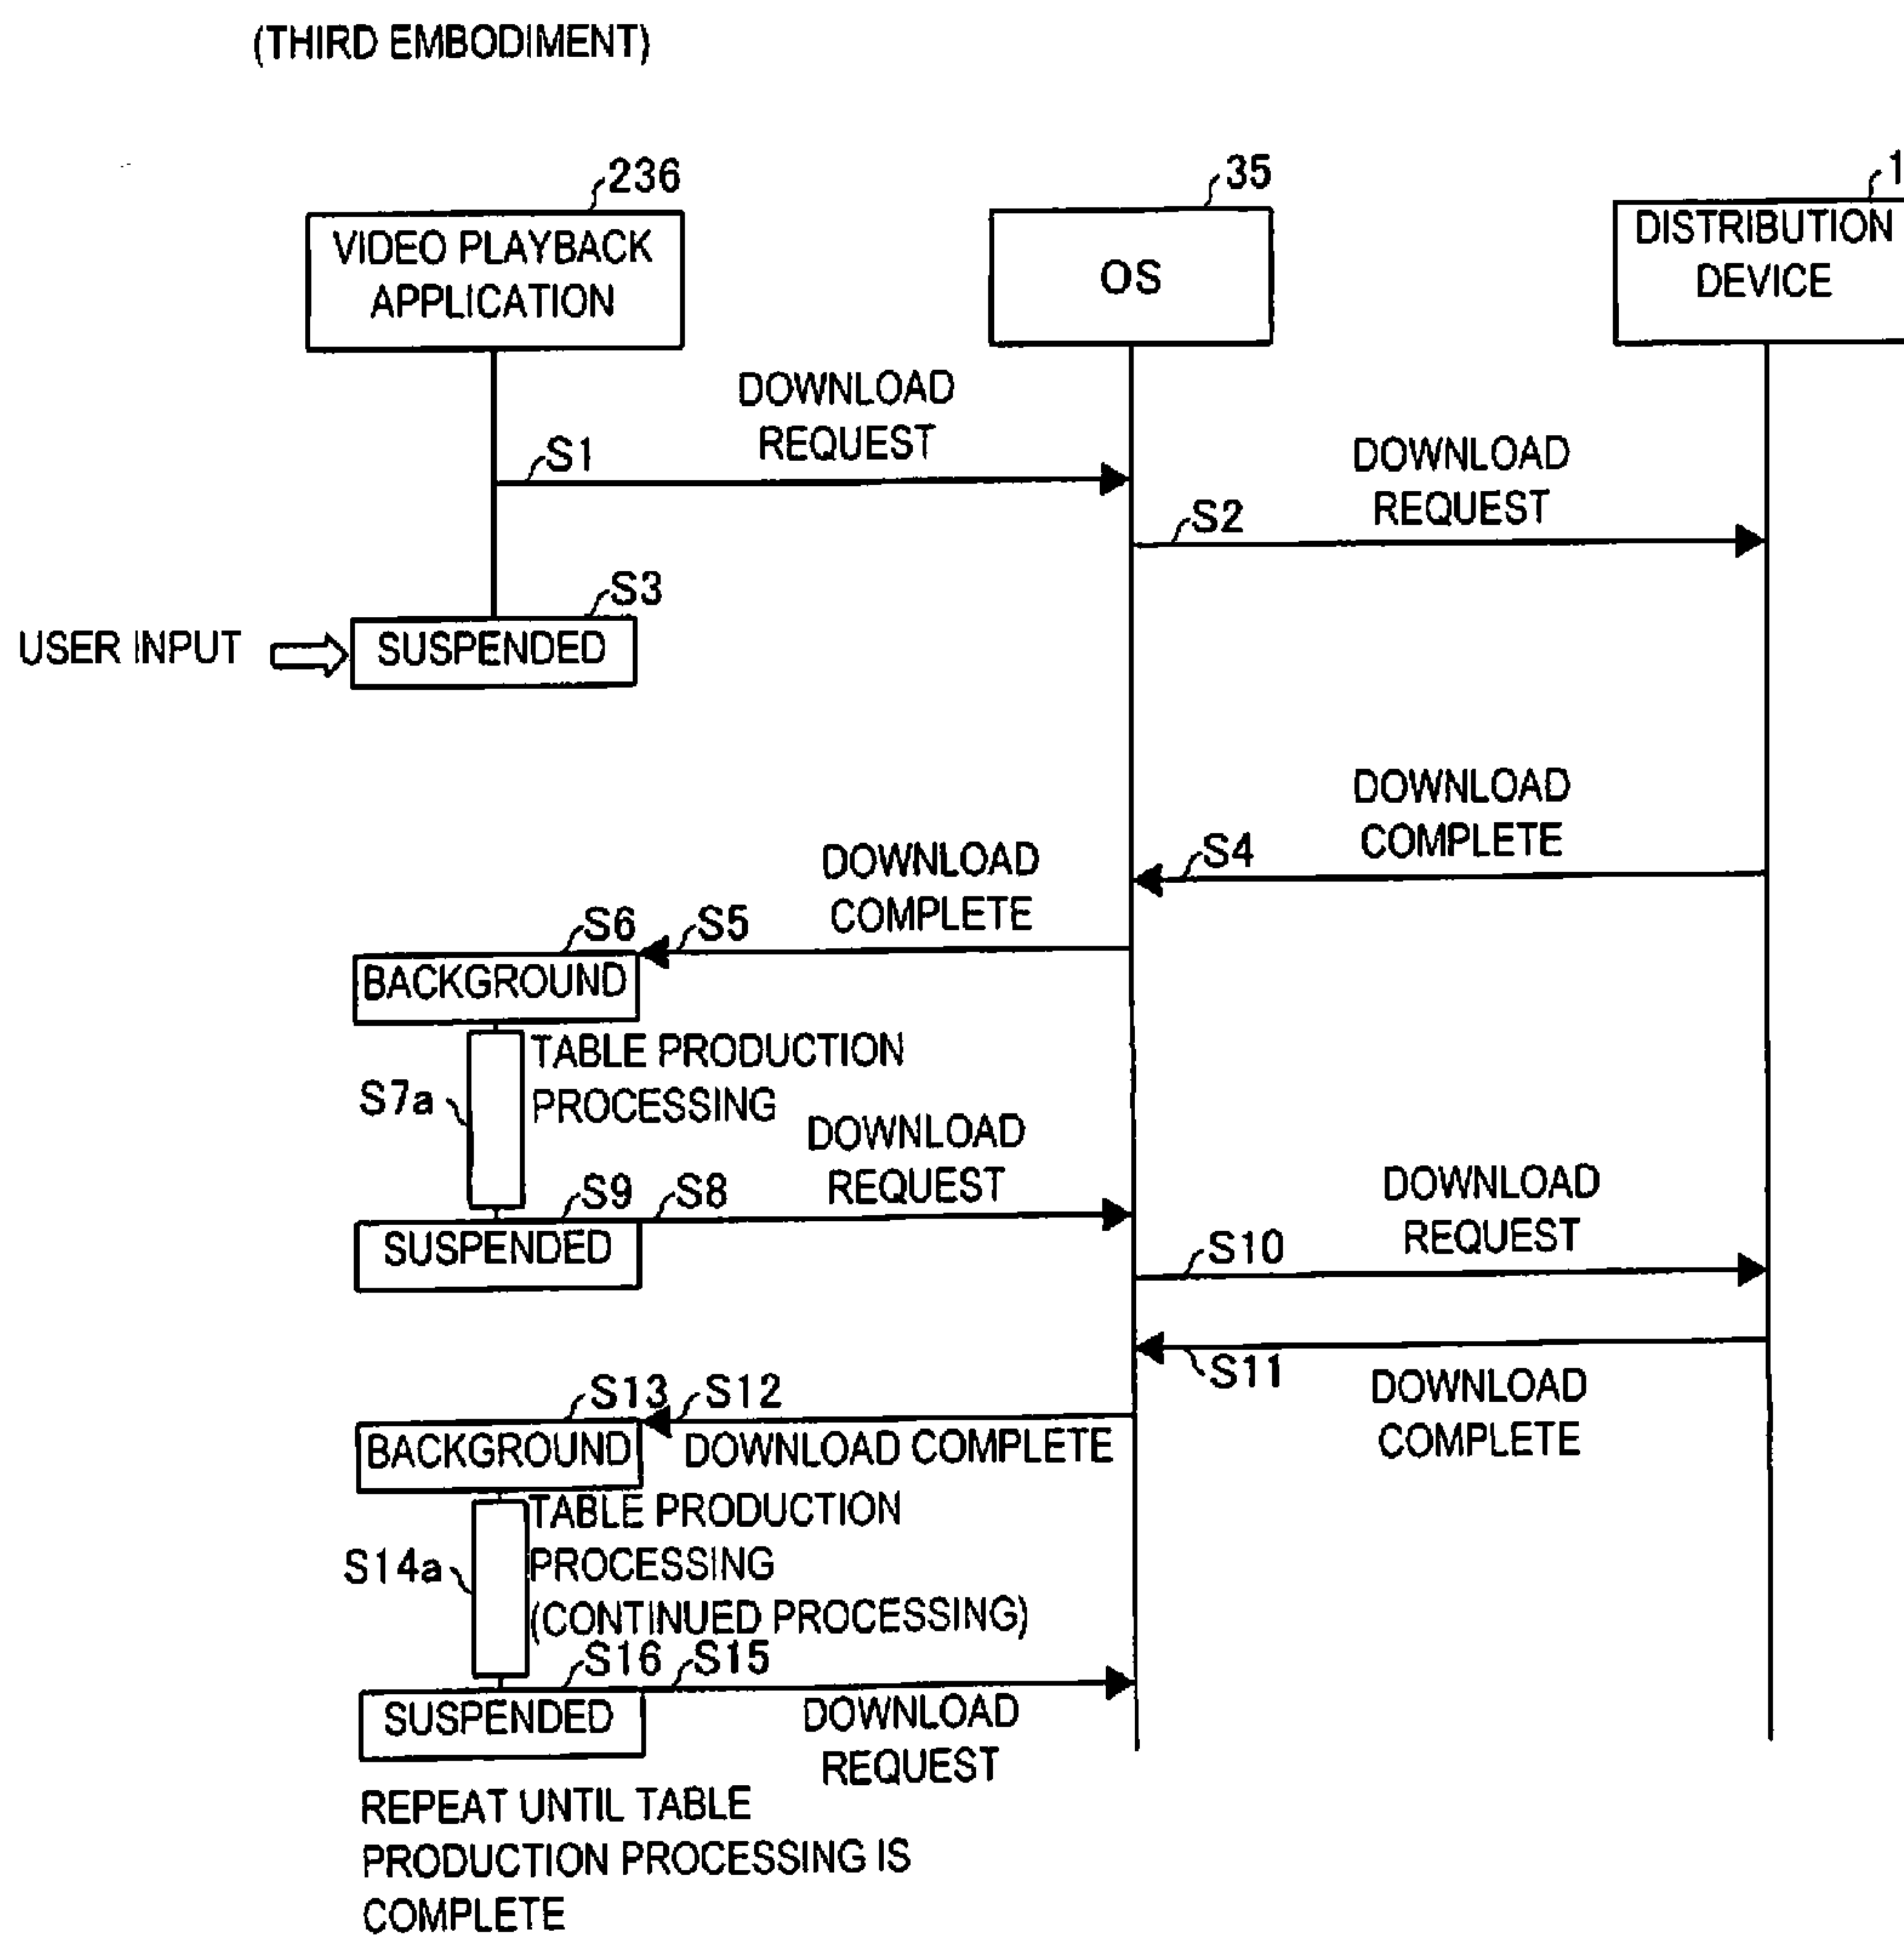 (THIRD EMBODIMENT)
236
35
1
VIDEO PLAYBACK
APPLICATION
OS
DISTRIBUTION
DEVICE
DOWNLOAD
REQUEST
S1
DOWNLOAD
REQUEST
S2
S3
USER INPUT
SUSPENDED
DOWNLOAD
COMPLETE
S4
DOWNLOAD
COMPLETE
S6
S5
BACKGROUND
TABLE PRODUCTION
PROCESSING
S7a
DOWNLOAD
REQUEST
S9
S8
SUSPENDED
DOWNLOAD
REQUEST
S10
S11
DOWNLOAD
COMPLETE
S13
S12
BACKGROUND
DOWNLOAD COMPLETE
TABLE PRODUCTION
PROCESSING
(CONTINUED PROCESSING)
S14a
S16
S15
SUSPENDED
DOWNLOAD
REQUEST
REPEAT UNTIL TABLE
PRODUCTION PROCESSING IS
COMPLETE